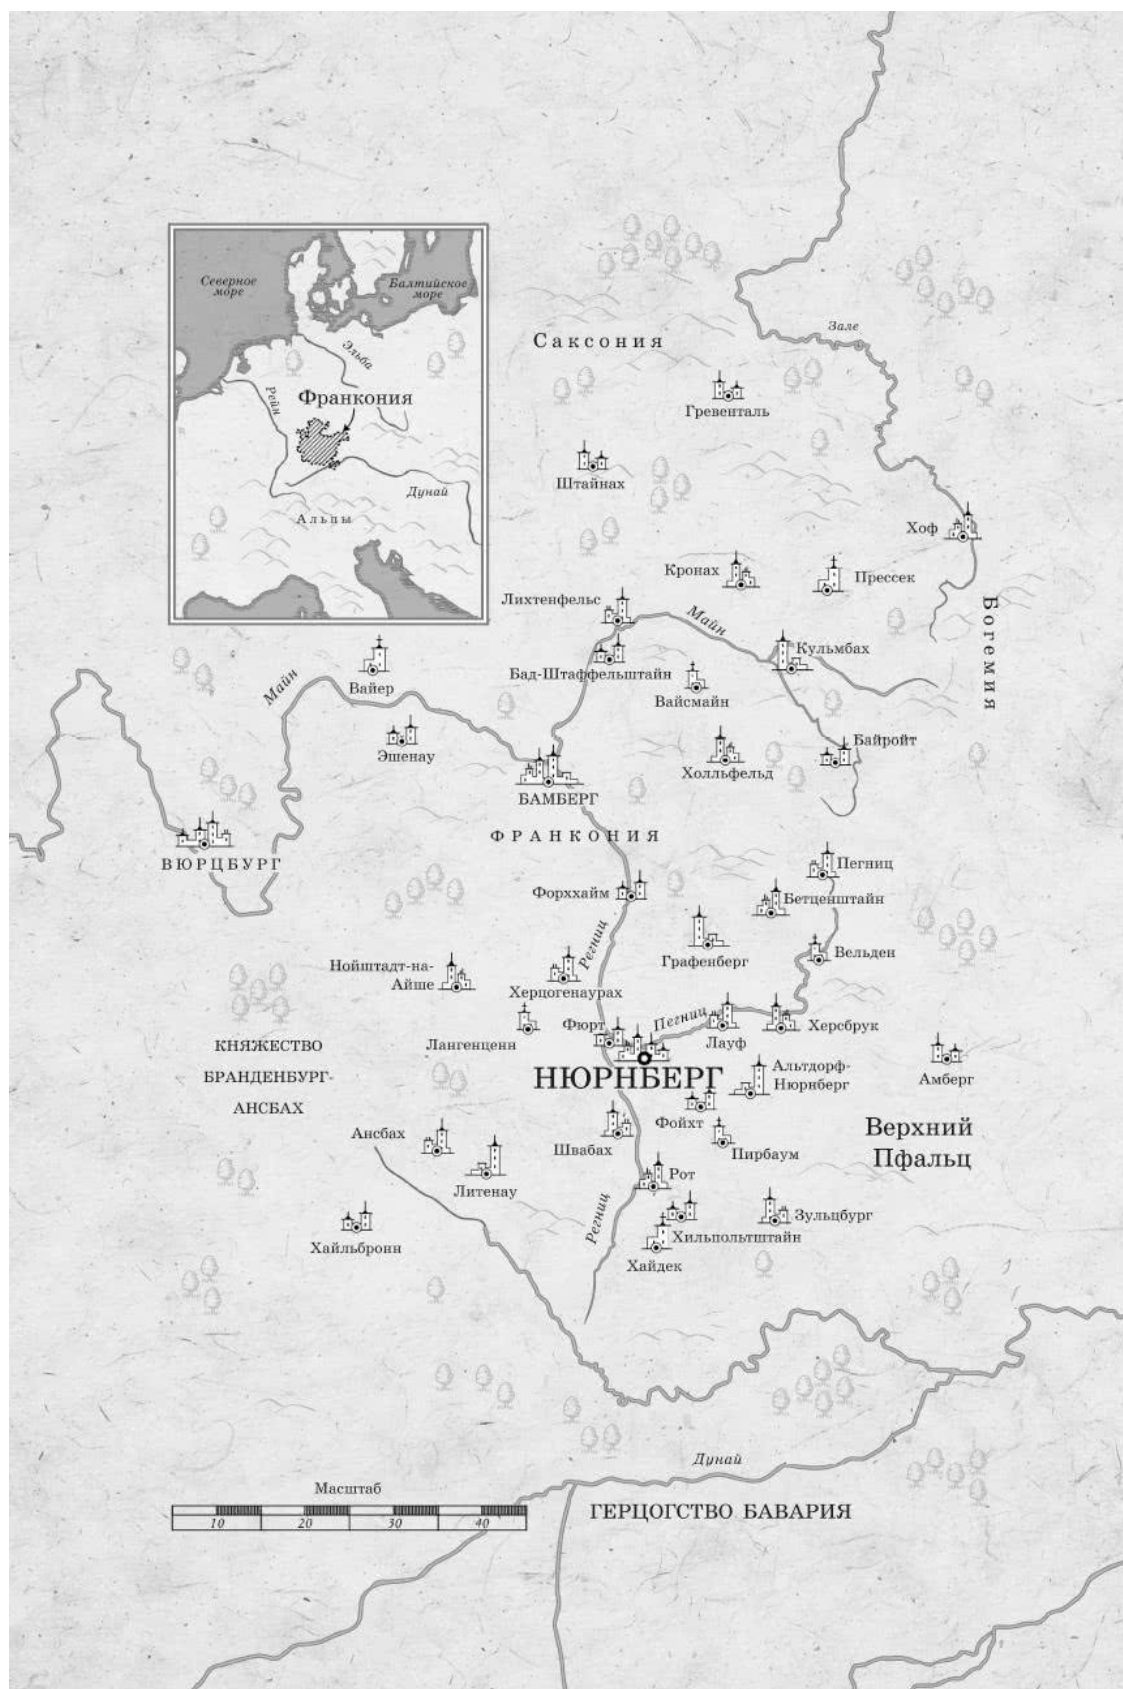 Северное
море
Балтийское
море
Эльба
Рейн
Франкония
Дунай
Альпы
Зале
Саксония
Гревенталь
Штайнах
Хоф
Кронах
Прессек
Лихтенфельс
Майн
Богемия
Кульмбах
Бад-Штаффельштайн
Вайер
Майн
Вайсмайн
Эшенау
Байройт
Холльфельд
БАМБЕРГ
ФРАНКОНИЯ
ВЮРЦБУРГ
Пегниц
Форххайм
Бетценштайн
Регниц
Графенберг
Вельден
Нойштадт-на-
Айше
Херцогенаурах
Пегниц
Фюрт
Херсбрук
Лангенценн
Лауф
КНЯЖЕСТВО
БРАНДЕНБУРГ-
АНСБАХ
НЮРНБЕРГ
Альтдорф-
Нюрнберг
Амберг
Фойхт
Верхний
Пфальц
Ансбах
Швабах
Пирбаум
Литенау
Рот
Регниц
Зульцбург
Хильпольтштайн
Хайльбронн
Хайдек
Дунай
Масштаб
10 20 30 40
ГЕРЦОГСТВО БАВАРИЯ